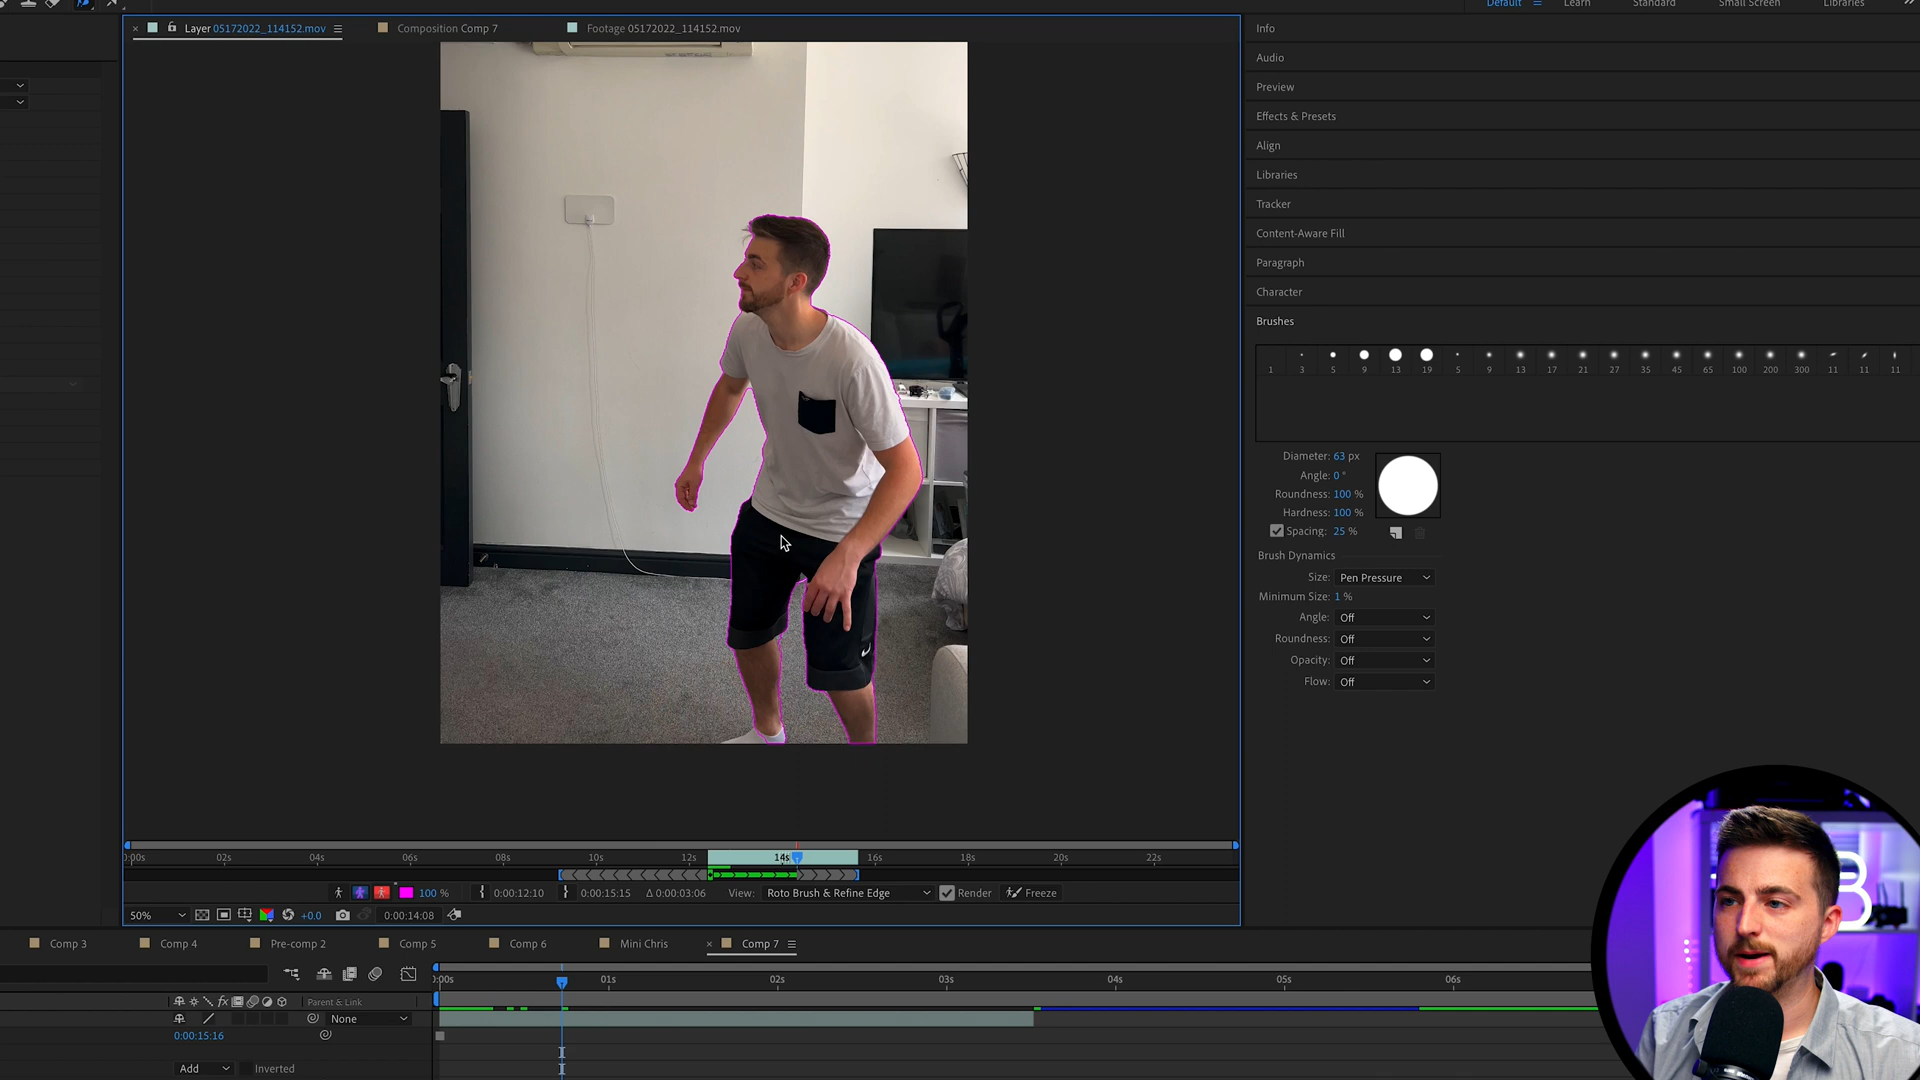 Default
Learn
Standard
Small Screen
Libraries
Layer 05172022_114152.mov
Composition Comp 7
Footage 05172022_114152.mov
Info
Audio
Preview
Effects & Presets
Align
Libraries
Tracker
Content-Aware Fill
Paragraph
Character
Brushes
1 3 5 9 13 19 5 9 13 17 21 27 35 45 65 100 200 300 11 11 11
Diameter: 63 px
Angle: 0 °
Roundness: 100 %
Hardness: 100 %
Spacing: 25 %
Brush Dynamics
Size: Pen Pressure
Minimum Size: 1 %
Angle: Off
Roundness: Off
Opacity: Off
Flow: Off
):00s 02s 04s 06s 08s 10s 12s 14s 16s 18s 20s 22s
100 % 0:00:12:10 0:00:15:15 Δ 0:00:03:06 View: Roto Brush & Refine Edge Render Freeze
50% +0.0 0:00:14:08
Comp 3 Comp 4 Pre-comp 2 Comp 5 Comp 6 Mini Chris Comp 7
):00s 01s 02s 03s 04s 05s 06s
Parent & Link
None
0:00:15:16
Add Inverted